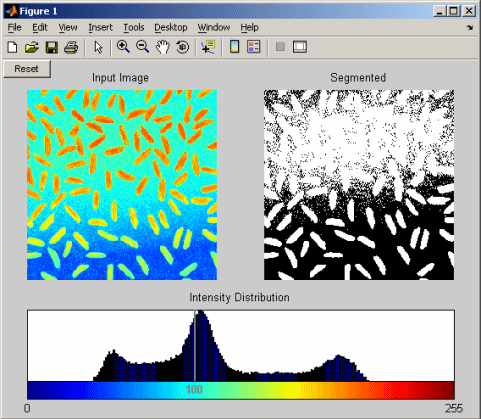 Figure 1
File Edit View Insert Tools Desktop Window Help
Reset
Input Image
Segmented
Intensity Distribution
100
0
255